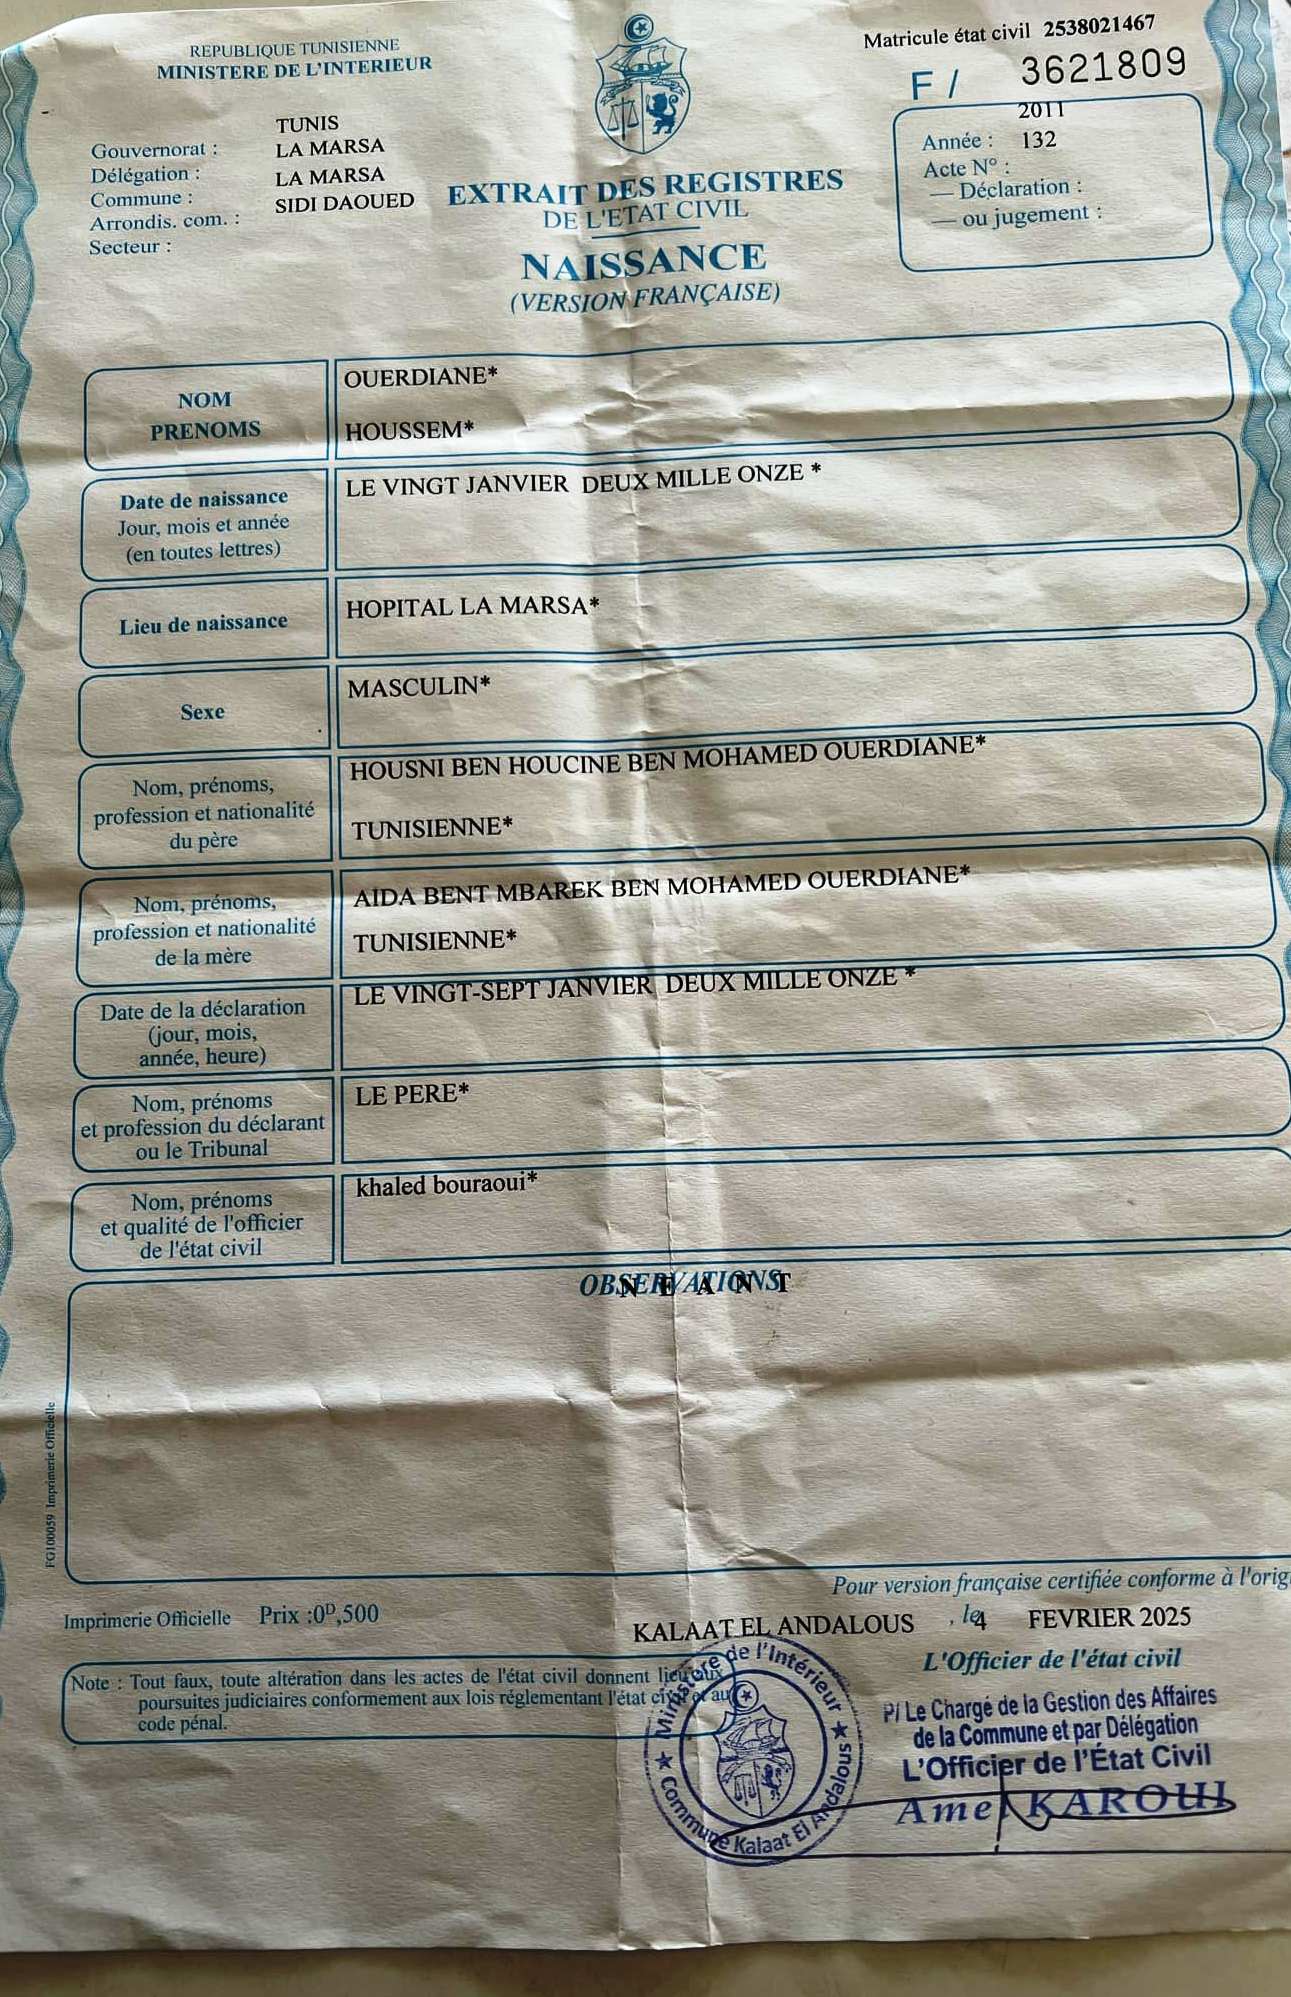 REPUBLIQUE TUNISIENNE
MINISTERE DE L'INTERIEUR
Matricule état civil 2538021467
F / 3621809
TUNIS
Gouvernorat : LA MARSA
Délégation : LA MARSA
Commune : SIDI DAOUED
Arrondis. com. :
Secteur :
2011
Année : 132
Acte N° :
— Déclaration :
— ou jugement :
EXTRAIT DES REGISTRES
DE L'ETAT CIVIL
NAISSANCE
(VERSION FRANÇAISE)
NOM
PRENOMS
OUERDIANE*
HOUSSEM*
Date de naissance
Jour, mois et année
(en toutes lettres)
LE VINGT JANVIER DEUX MILLE ONZE *
Lieu de naissance
HOPITAL LA MARSA*
Sexe
MASCULIN*
Nom, prénoms,
profession et nationalité
du père
HOUSNI BEN HOUCINE BEN MOHAMED OUERDIANE*
TUNISIENNE*
Nom, prénoms,
profession et nationalité
de la mère
AIDA BENT MBAREK BEN MOHAMED OUERDIANE*
TUNISIENNE*
Date de la déclaration
(jour, mois,
année, heure)
LE VINGT-SEPT JANVIER DEUX MILLE ONZE *
Nom, prénoms
et profession du déclarant
ou le Tribunal
LE PERE*
Nom, prénoms
et qualité de l'officier
de l'état civil
khaled bouraoui*
OBSERVATIONS
N E A N T
FG100059 Imprimerie Officielle
Pour version française certifiée conforme à l'orig
Imprimerie Officielle Prix :0D,500
KALAAT EL ANDALOUS , le 4 FEVRIER 2025
L'Officier de l'état civil
Note : Tout faux, toute altération dans les actes de l'état civil donnent lieu aux
poursuites judiciaires conformement aux lois réglementant l'état civil et au
code pénal.
Ministère de l'Intérieur
Commune Kalaat El Andalous
P/ Le Chargé de la Gestion des Affaires
de la Commune et par Délégation
L'Officier de l'État Civil
Amel KAROUI